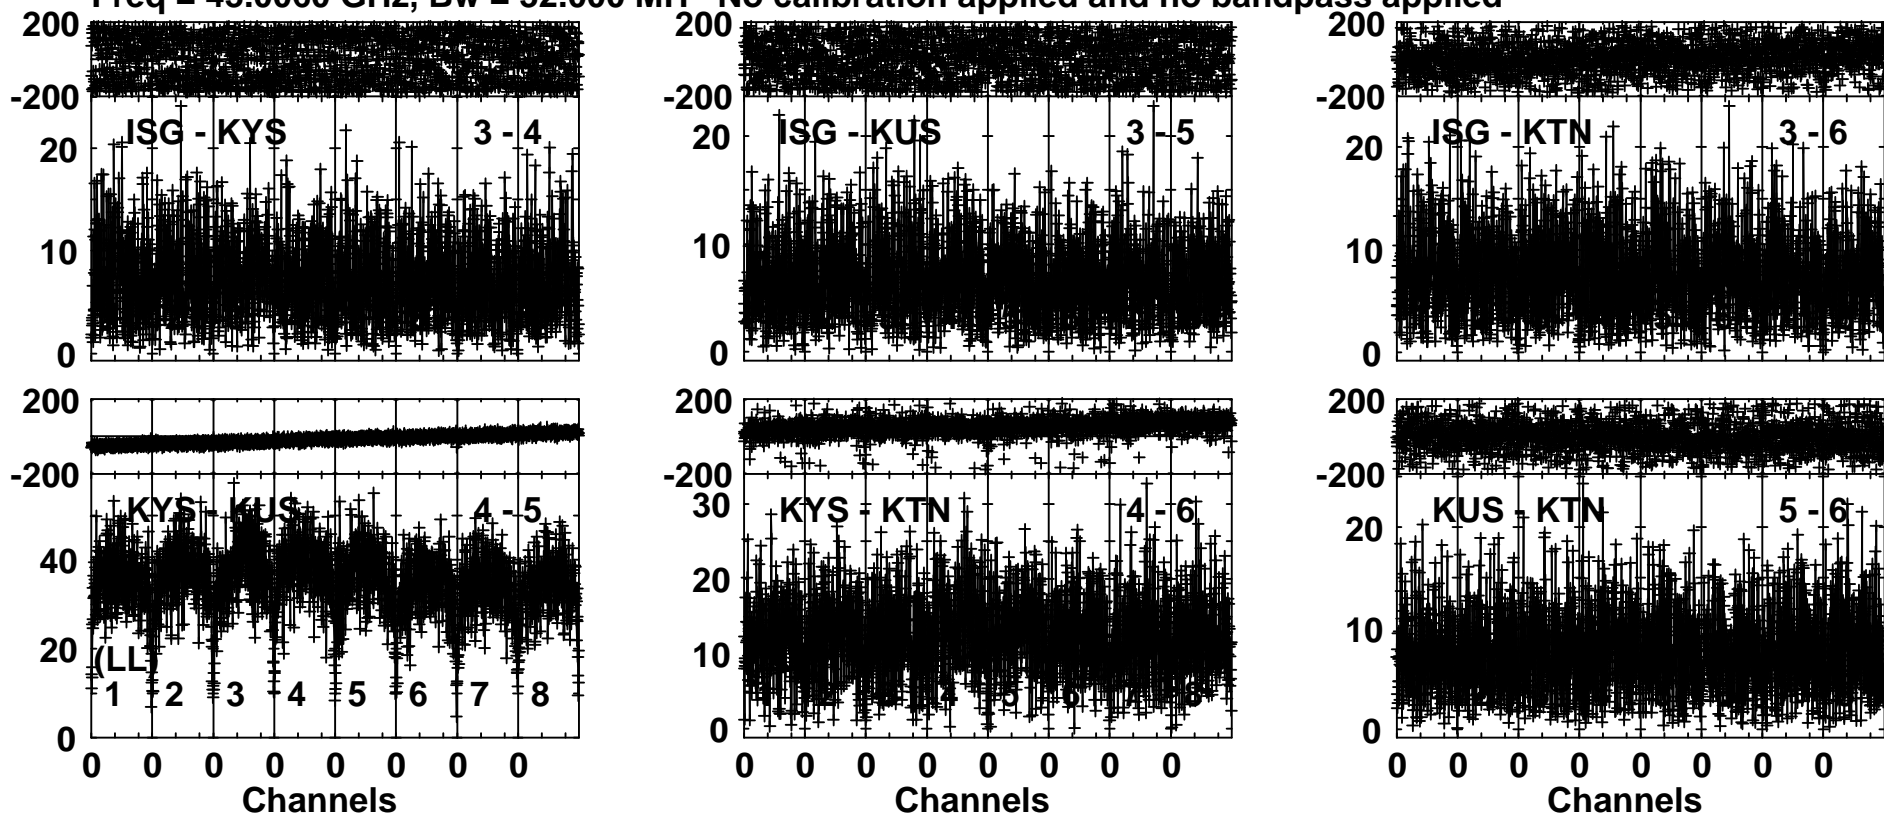 No calibration applied and no bandpass applied
200 200 200
-200 -200 -200
ISG - KYS 3 - 4 ISG - KUS 3 - 5 ISG - KTN 3 - 6
20 20 20
10 10 10
0 0 0
200 200 200
-200 -200 -200
KYS - KUS 4 - 5 KYS - KTN 4 - 6 KUS - KTN 5 - 6
40 30 20
20 20 10
0 10 0
0
(LL)
1 2 3 4 5 6 7 8
0 0 0 0 0 0 0 0 0 0 0 0 0 0 0 0 0 0 0 0 0 0 0 0
Channels Channels Channels